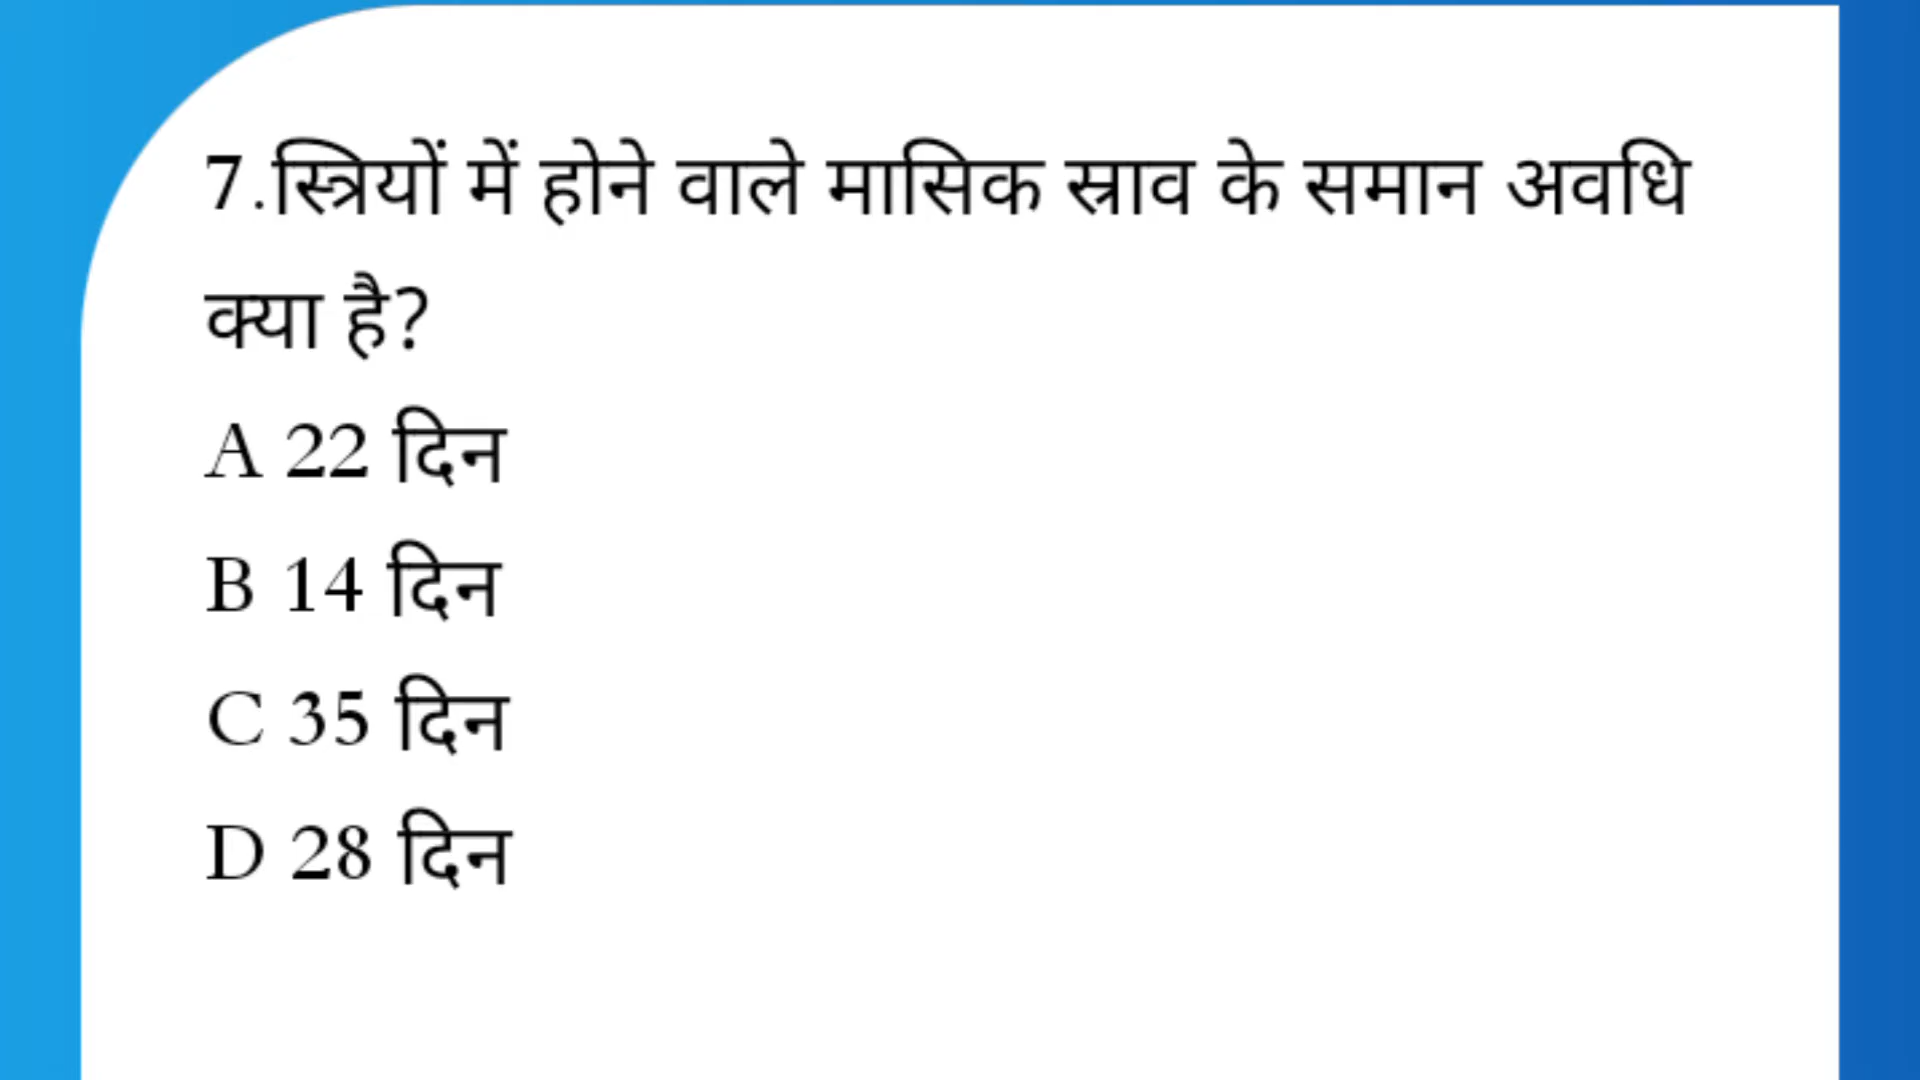 7.स्त्रियों में होने वाले मासिक स्राव के समान अवधि
क्या है?
A 22 दिन
B 14 दिन
C 35 दिन
D 28 दिन